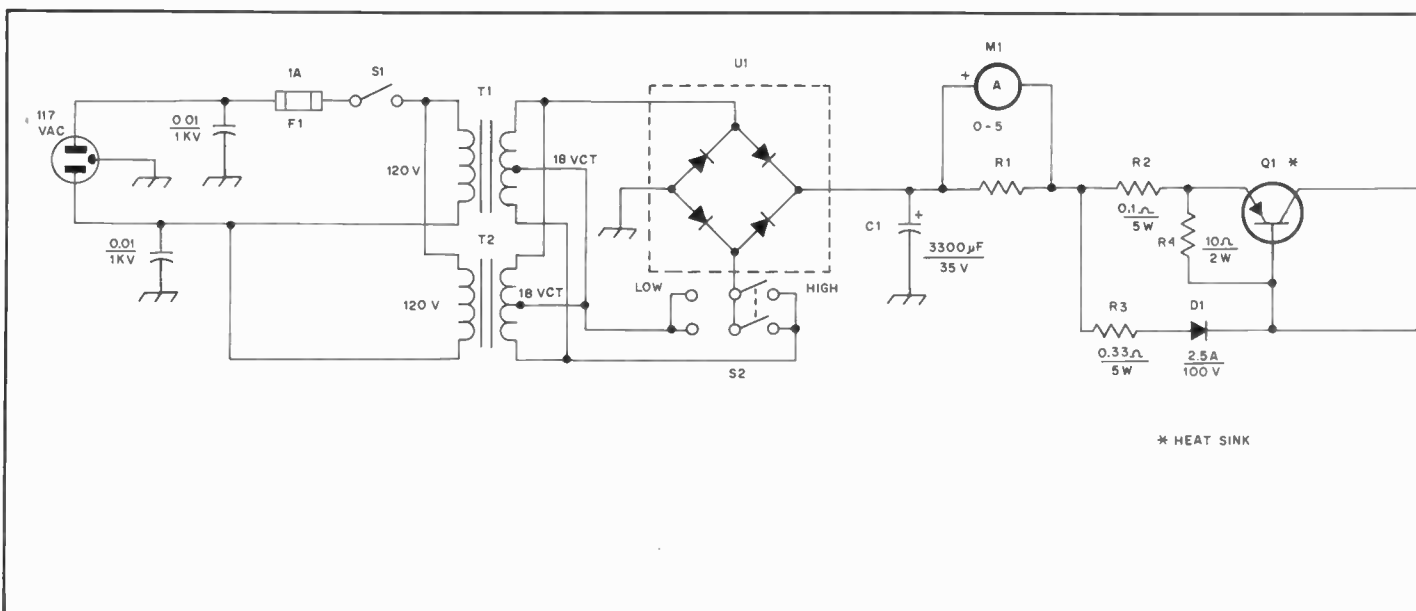 M1
+
A
0-5
U1
1A
S1
T1
F1
117
VAC
0.01
1KV
18 VCT
120 V
R1
R2
Q1 *
0.1Ω
5W
C1
+
3300µF
35 V
R4
10Ω
2W
0.01
1KV
T2
120 V
18 VCT
LOW
HIGH
S2
R3
D1
0.33Ω
5W
2.5A
100 V
* HEAT SINK